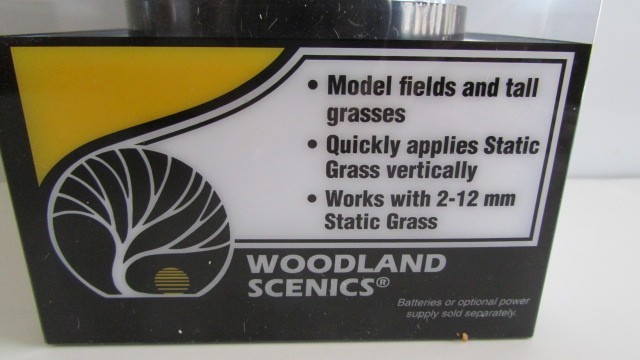 • Model fields and tall
grasses
• Quickly applies Static
Grass vertically
• Works with 2-12 mm
Static Grass
WOODLAND
SCENICS®
Batteries or optional power
supply sold separately.